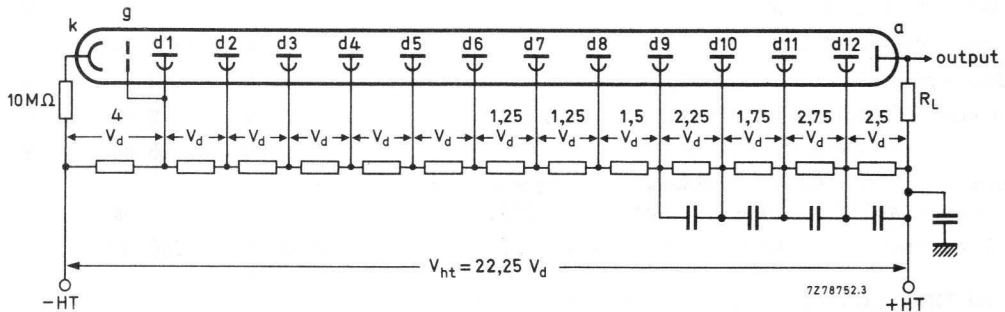 k g d1 d2 d3 d4 d5 d6 d7 d8 d9 d10 d11 d12 a
output
10 MΩ
R_L
4 1,25 1,25 1,5 2,25 1,75 2,75 2,5
V_d V_d V_d V_d V_d V_d V_d V_d V_d V_d V_d V_d V_d
V_ht = 22,25 V_d
7Z78752.3
−HT +HT